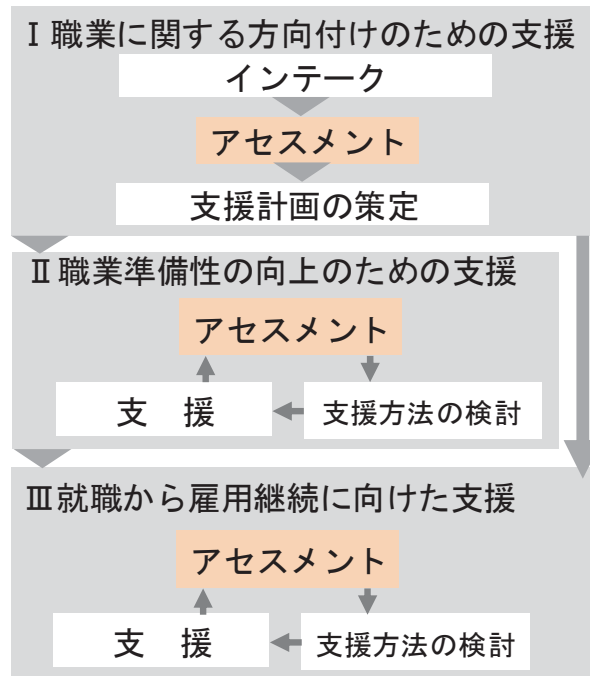 Ⅰ職業に関する方向付けのための支援
インテーク
アセスメント
支援計画の策定
Ⅱ職業準備性の向上のための支援
アセスメント
支　援
支援方法の検討
Ⅲ就職から雇用継続に向けた支援
アセスメント
支　援
支援方法の検討